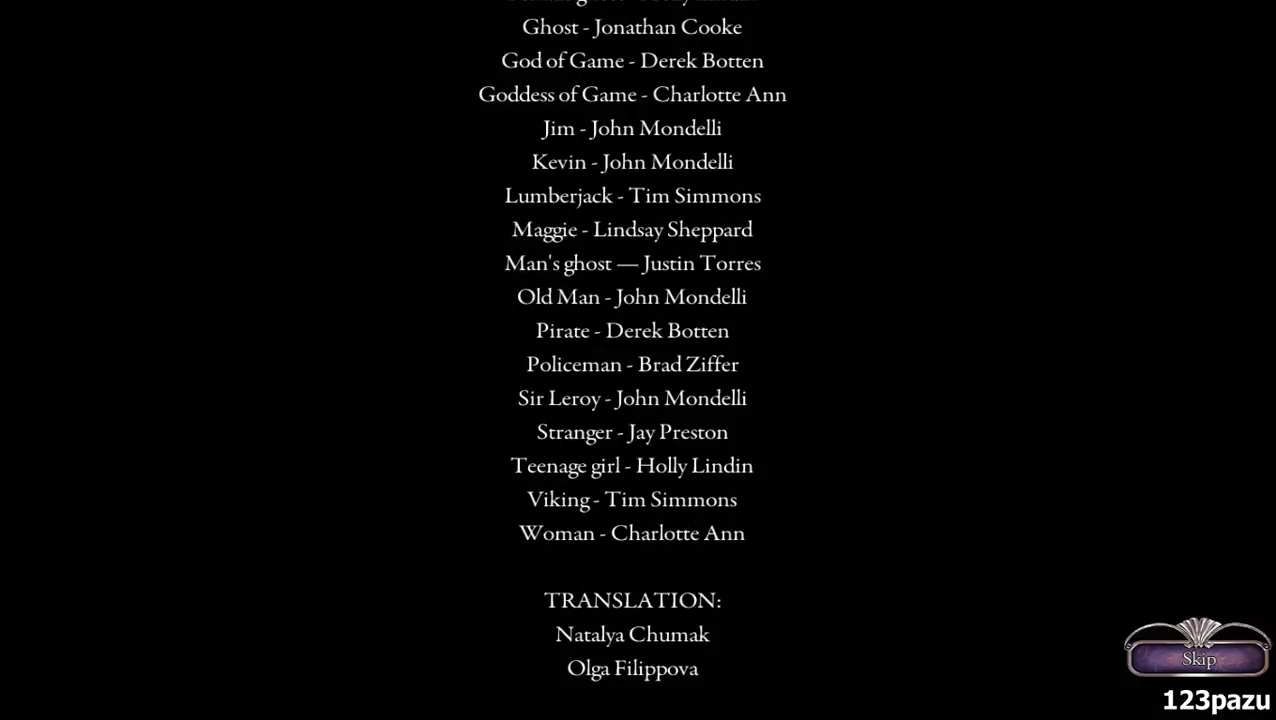 Ghost - Jonathan Cooke
God of Game - Derek Botten
Goddess of Game - Charlotte Ann
Jim - John Mondelli
Kevin - John Mondelli
Lumberjack - Tim Simmons
Maggie - Lindsay Sheppard
Man's ghost — Justin Torres
Old Man - John Mondelli
Pirate - Derek Botten
Policeman - Brad Ziffer
Sir Leroy - John Mondelli
Stranger - Jay Preston
Teenage girl - Holly Lindin
Viking - Tim Simmons
Woman - Charlotte Ann
TRANSLATION:
Natalya Chumak
Olga Filippova
Skip
123pazu